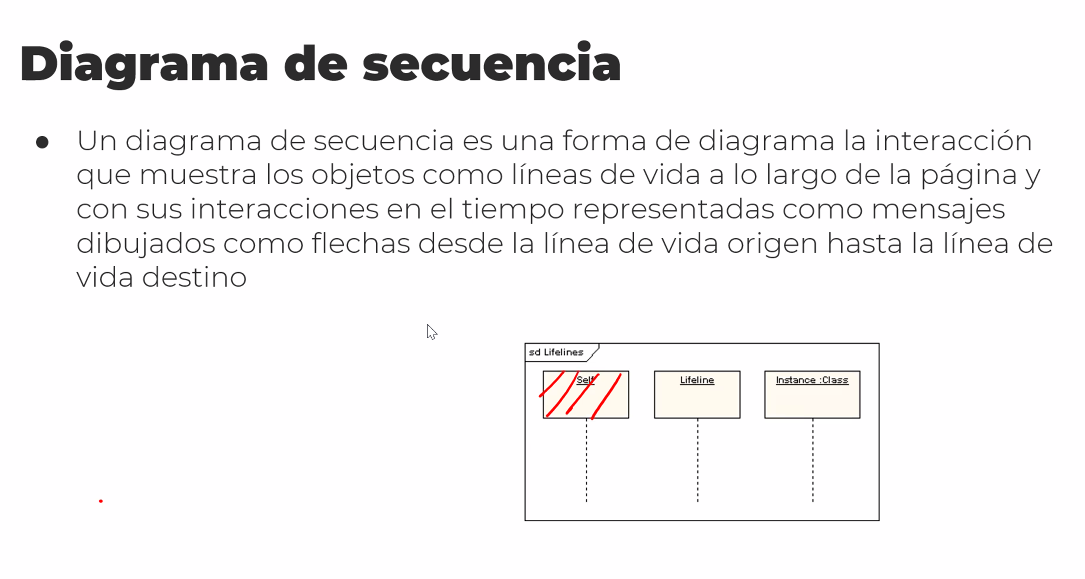 Diagrama de secuencia
● Un diagrama de secuencia es una forma de diagrama la interacción
que muestra los objetos como líneas de vida a lo largo de la página y
con sus interacciones en el tiempo representadas como mensajes
dibujados como flechas desde la línea de vida origen hasta la línea de
vida destino
sd Lifelines
Self
Lifeline
Instance :Class